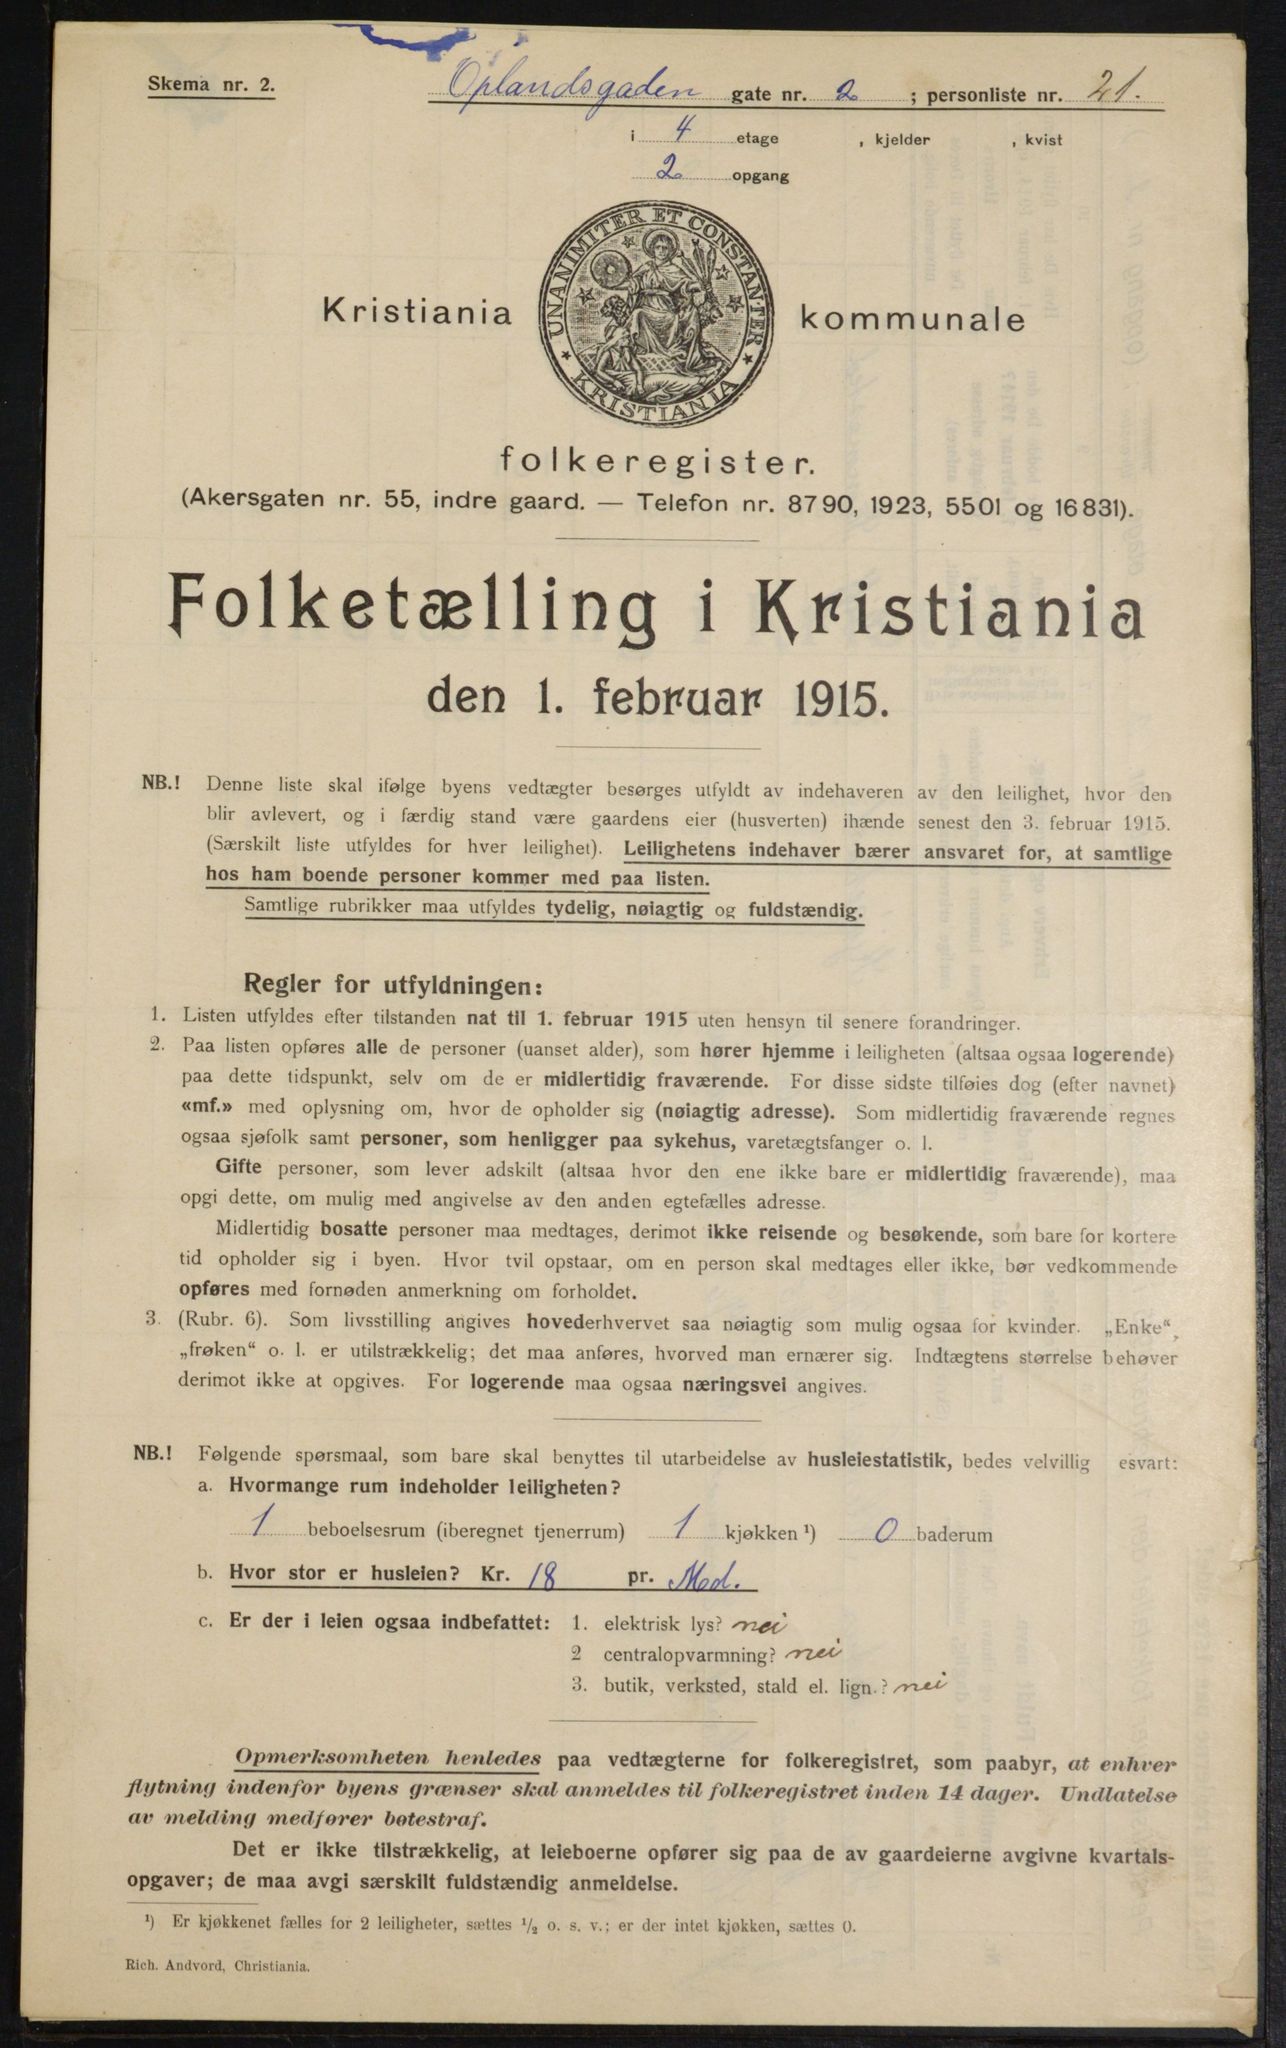 Skema nr. 2.
Oplandsgaden gate nr. 2 ; personliste nr. 21.
i 4 etage , kjelder , kvist
2 opgang
UNANIMITER ET CONSTANTER
KRISTIANIA
Kristiania kommunale
folkeregister.
(Akersgaten nr. 55, indre gaard. — Telefon nr. 8790, 1923, 5501 og 16831).
Folketælling i Kristiania
den 1. februar 1915.
NB.! Denne liste skal ifølge byens vedtægter besørges utfyldt av indehaveren av den leilighet, hvor den
blir avlevert, og i færdig stand være gaardens eier (husverten) ihænde senest den 3. februar 1915.
(Særskilt liste utfyldes for hver leilighet). Leilighetens indehaver bærer ansvaret for, at samtlige
hos ham boende personer kommer med paa listen.
Samtlige rubrikker maa utfyldes tydelig, nøiagtig og fuldstændig.
Regler for utfyldningen:
1. Listen utfyldes efter tilstanden nat til 1. februar 1915 uten hensyn til senere forandringer.
2. Paa listen opføres alle de personer (uanset alder), som hører hjemme i leiligheten (altsaa ogsaa logerende)
paa dette tidspunkt, selv om de er midlertidig fraværende. For disse sidste tilføies dog (efter navnet)
«mf.» med oplysning om, hvor de opholder sig (nøiagtig adresse). Som midlertidig fraværende regnes
ogsaa sjøfolk samt personer, som henligger paa sykehus, varetægtsfanger o. l.
Gifte personer, som lever adskilt (altsaa hvor den ene ikke bare er midlertidig fraværende), maa
opgi dette, om mulig med angivelse av den anden egtefælles adresse.
Midlertidig bosatte personer maa medtages, derimot ikke reisende og besøkende, som bare for kortere
tid opholder sig i byen. Hvor tvil opstaar, om en person skal medtages eller ikke, bør vedkommende
opføres med fornøden anmerkning om forholdet.
3. (Rubr. 6). Som livsstilling angives hovederhvervet saa nøiagtig som mulig ogsaa for kvinder. „Enke“,
„frøken“ o. l. er utilstrækkelig; det maa anføres, hvorved man ernærer sig. Indtægtens størrelse behøver
derimot ikke at opgives. For logerende maa ogsaa næringsvei angives.
NB.! Følgende spørsmaal, som bare skal benyttes til utarbeidelse av husleiestatistik, bedes velvillig esvart:
a. Hvormange rum indeholder leiligheten?
1 beboelsesrum (iberegnet tjenerrum) 1 kjøkken ¹) 0 baderum
b. Hvor stor er husleien? Kr. 18 pr. Md.
c. Er der i leien ogsaa indbefattet: 1. elektrisk lys? nei
2 centralopvarmning? nei
3. butik, verksted, stald el. lign.? nei
Opmerksomheten henledes paa vedtægterne for folkeregistret, som paabyr, at enhver
flytning indenfor byens grænser skal anmeldes til folkeregistret inden 14 dager. Undlatelse
av melding medfører bøtestraf.
Det er ikke tilstrækkelig, at leieboerne opfører sig paa de av gaardeierne avgivne kvartals-
opgaver; de maa avgi særskilt fuldstændig anmeldelse.
¹) Er kjøkkenet fælles for 2 leiligheter, sættes ½ o. s. v.; er der intet kjøkken, sættes 0.
Rich. Andvord, Christiania.